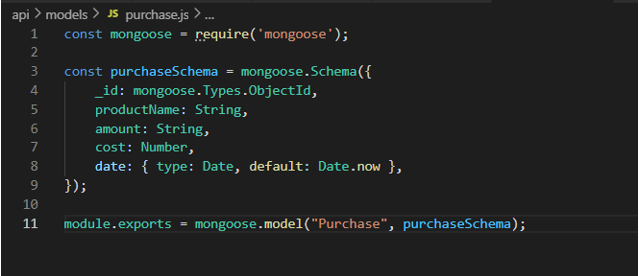 api > models > JS purchase.js > ...
1 const mongoose = require('mongoose');
2
3 const purchaseSchema = mongoose.Schema({
4 _id: mongoose.Types.ObjectId,
5 productName: String,
6 amount: String,
7 cost: Number,
8 date: { type: Date, default: Date.now },
9 });
10
11 module.exports = mongoose.model("Purchase", purchaseSchema);